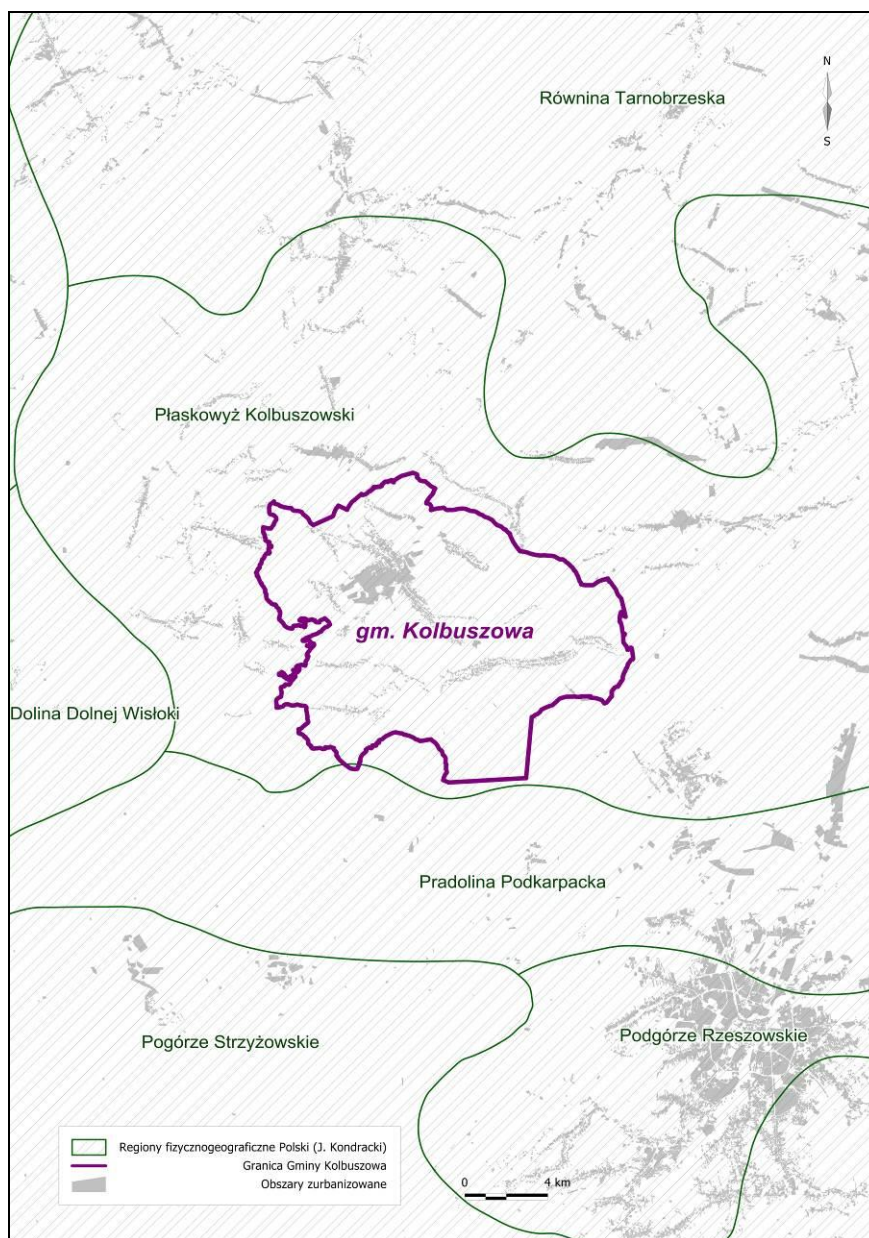 N
Równina Tarnobrzeska
S
Płaskowyż Kolbuszowski
gm. Kolbuszowa
Dolina Dolnej Wisłoki
Pradolina Podkarpacka
Podgórze Rzeszowskie
Pogórze Strzyżowskie
Regiony fizycznogeograficzne Polski (J. Kondracki)
Granica Gminy Kolbuszowa
Obszary zurbanizowane
0 4 km